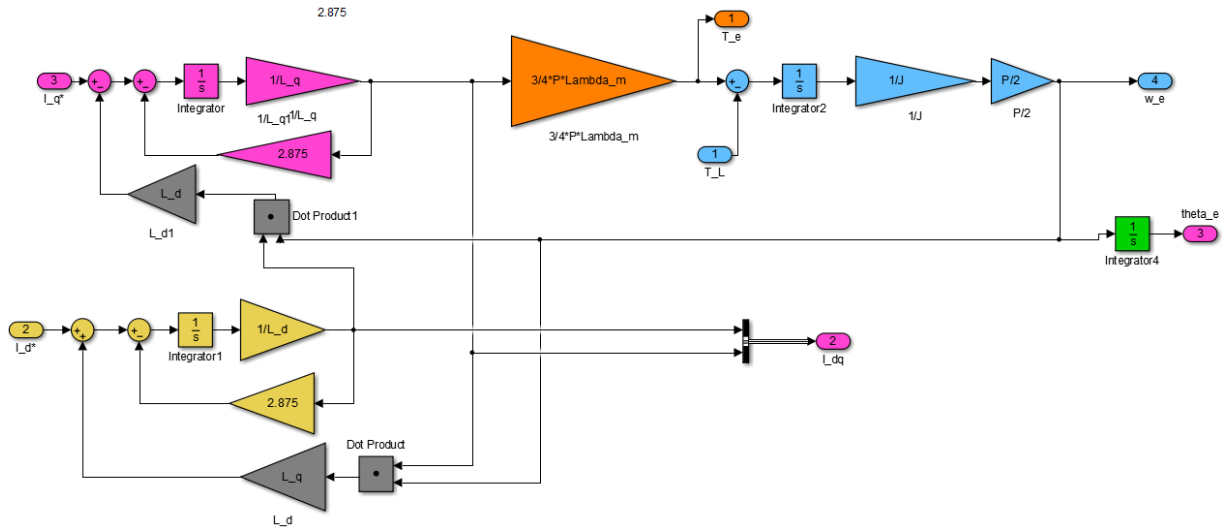 2.875
1
T_e
3
I_q*
1
s
Integrator
1/L_q
1/L_q1
1/L_q
2.875
3/4*P*Lambda_m
3/4*P*Lambda_m
1
s
Integrator2
1/J
1/J
P/2
P/2
4
w_e
1
T_L
L_d
L_d1
Dot Product1
theta_e
3
1
s
Integrator4
2
I_d*
1
s
Integrator1
1/L_d
2
I_dq
2.875
Dot Product
L_q
L_d